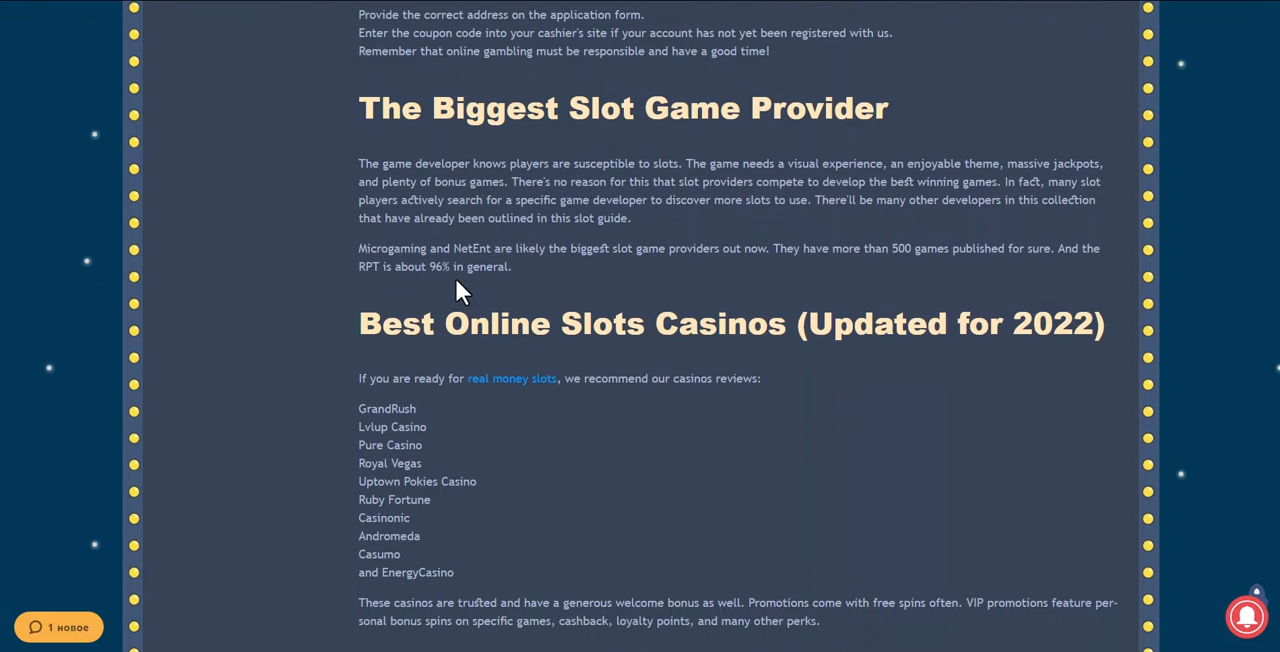 Provide the correct address on the application form.
Enter the coupon code into your cashier's site if your account has not yet been registered with us.
Remember that online gambling must be responsible and have a good time!
The Biggest Slot Game Provider
The game developer knows players are susceptible to slots. The game needs a visual experience, an enjoyable theme, massive jackpots,
and plenty of bonus games. There's no reason for this that slot providers compete to develop the best winning games. In fact, many slot
players actively search for a specific game developer to discover more slots to use. There'll be many other developers in this collection
that have already been outlined in this slot guide.
Microgaming and NetEnt are likely the biggest slot game providers out now. They have more than 500 games published for sure. And the
RPT is about 96% in general.
Best Online Slots Casinos (Updated for 2022)
If you are ready for real money slots, we recommend our casinos reviews:
GrandRush
Lvlup Casino
Pure Casino
Royal Vegas
Uptown Pokies Casino
Ruby Fortune
Casinonic
Andromeda
Casumo
and EnergyCasino
These casinos are trusted and have a generous welcome bonus as well. Promotions come with free spins often. VIP promotions feature per-
sonal bonus spins on specific games, cashback, loyalty points, and many other perks.
1 новое